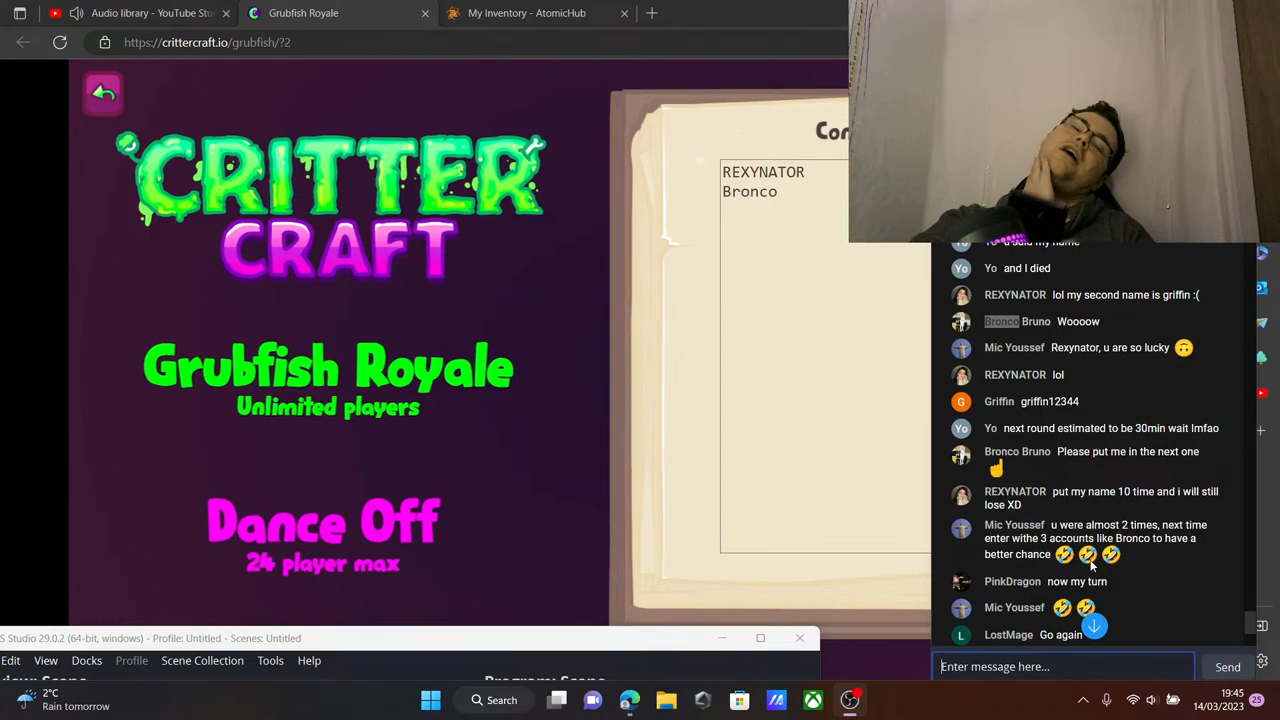 Audio library - YouTube Stu
Grubfish Royale
My Inventory - AtomicHub
https://crittercraft.io/grubfish/?2
CRITTER
CRAFT
Grubfish Royale
Unlimited players
Dance Off
24 player max
Con
REXYNATOR
Bronco
Yo u said my name
Yo and I died
REXYNATOR lol my second name is griffin :(
Bronco Bruno Woooow
Mic Youssef Rexynator, u are so lucky 🙃
REXYNATOR lol
G Griffin griffin12344
Yo Yo next round estimated to be 30min wait lmfao
Bronco Bruno Please put me in the next one
☝
REXYNATOR put my name 10 time and i will still
lose XD
Mic Youssef u were almost 2 times, next time
enter withe 3 accounts like Bronco to have a
better chance 🤣 🤣 🤣
PinkDragon now my turn
Mic Youssef 🤣 🤣
L LostMage Go again
Enter message here...
Send
S Studio 29.0.2 (64-bit, windows) - Profile: Untitled - Scenes: Untitled
Edit View Docks Profile Scene Collection Tools Help
2°C
Rain tomorrow
Search
19:45
14/03/2023
25